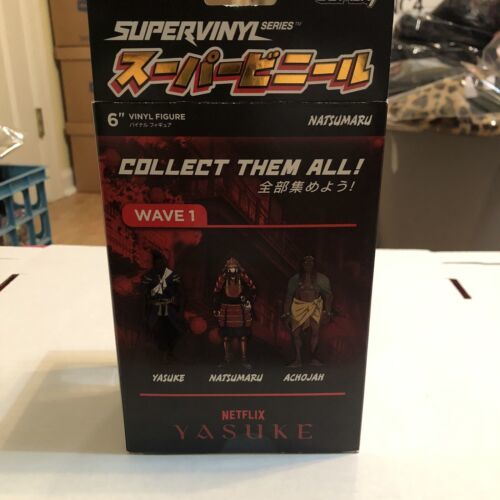 SUPERVINYL SERIES™
スーパービニール
6" VINYL FIGURE
バイナル フィギュア
NATSUMARU
COLLECT THEM ALL!
全部集めよう!
WAVE 1
YASUKE NATSUMARU ACHOJAH
NETFLIX
YASUKE